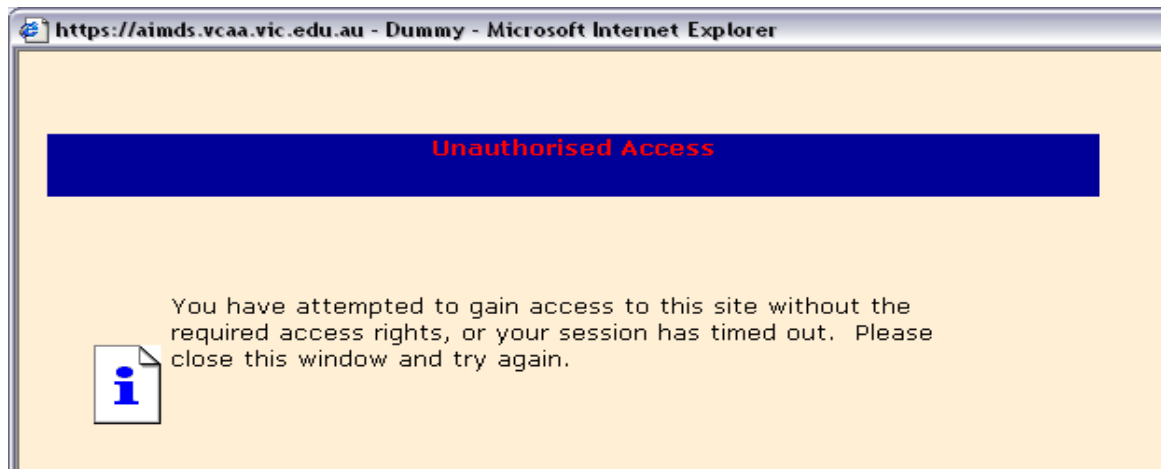 https://aimds.vcaa.vic.edu.au - Dummy - Microsoft Internet Explorer
Unauthorised Access
You have attempted to gain access to this site without the
required access rights, or your session has timed out.  Please
close this window and try again.